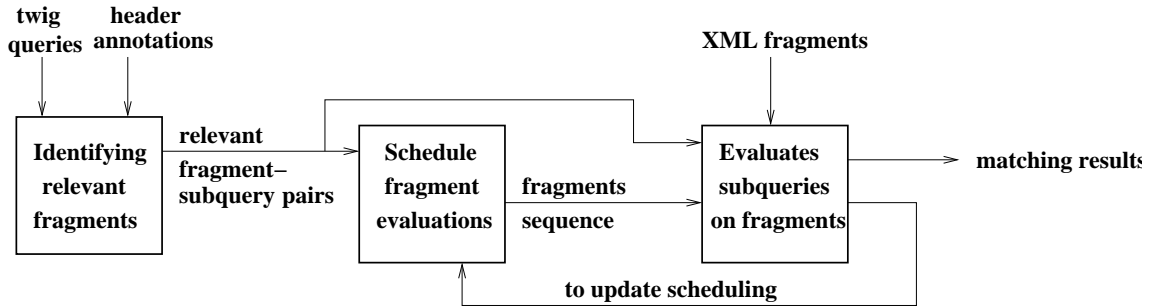 twig
queries
header
annotations
XML fragments
Identifying
relevant
fragments
relevant
fragment-
subquery pairs
Schedule
fragment
evaluations
fragments
sequence
Evaluates
subqueries
on fragments
matching results
to update scheduling